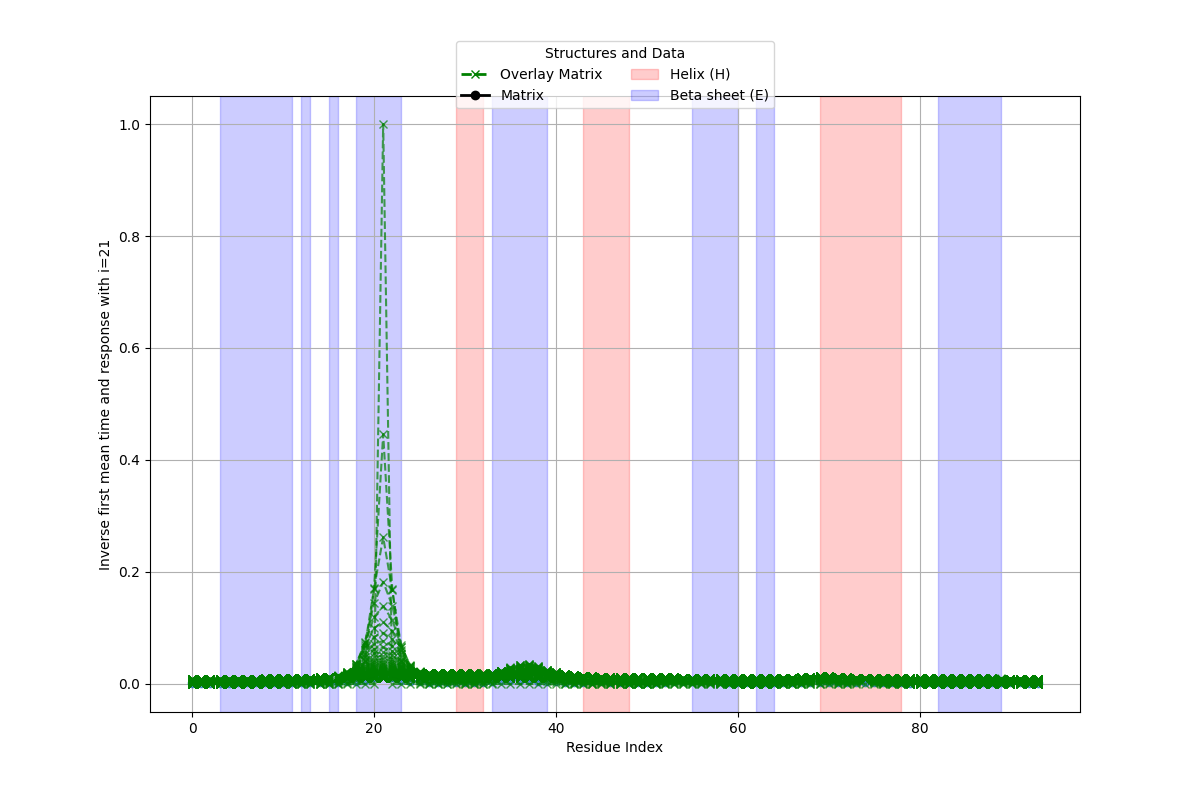 Structures and Data
Overlay Matrix
Matrix
Helix (H)
Beta sheet (E)
Inverse first mean time and response with i=21
1.0
0.8
0.6
0.4
0.2
0.0
0 20 40 60 80
Residue Index